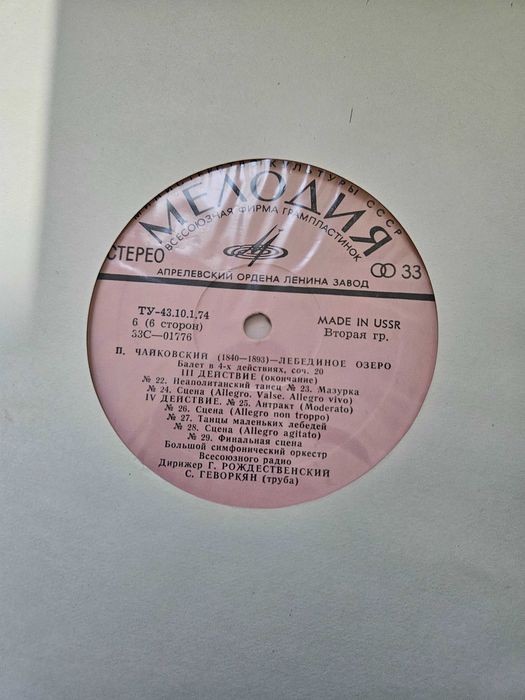 КУЛЬТУРЫ СССР
МЕЛОДИЯ
ВСЕСОЮЗНАЯ ФИРМА ГРАМПЛАСТИНОК
СТЕРЕО
33
АПРЕЛЕВСКИЙ ОРДЕНА ЛЕНИНА ЗАВОД
ТУ-43.10.1.74
MADE IN USSR
6 (6 сторон)
Вторая гр.
33С—01776
П. ЧАЙКОВСКИЙ (1840—1893)—ЛЕБЕДИНОЕ ОЗЕРО
Балет в 4-х действиях, соч. 20
III ДЕЙСТВИЕ (окончание)
№ 22. Неаполитанский танец № 23. Мазурка
№ 24. Сцена (Allegro. Valse. Allegro vivo)
IV ДЕЙСТВИЕ. № 25. Антракт (Moderato)
№ 26. Сцена (Allegro non troppo)
№ 27. Танцы маленьких лебедей
№ 28. Сцена (Allegro agitato)
№ 29. Финальная сцена
Большой симфонический оркестр
Всесоюзного радио
Дирижер Г. РОЖДЕСТВЕНСКИЙ
С. ГЕВОРКЯН (труба)